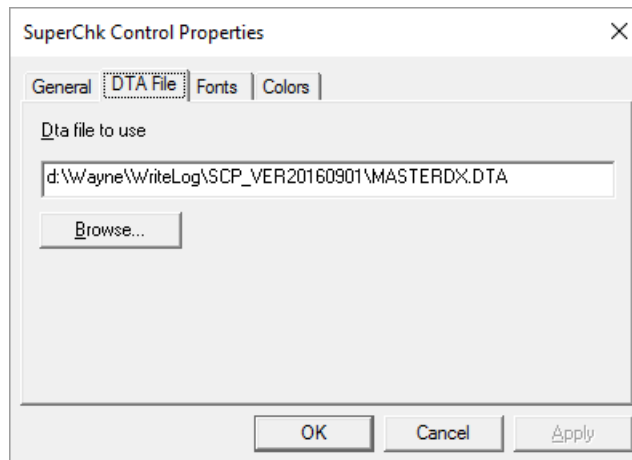 SuperChk Control Properties
General DTA File Fonts Colors
Dta file to use
d:\Wayne\WriteLog\SCP_VER20160901\MASTERDX.DTA
Browse...
OK Cancel Apply